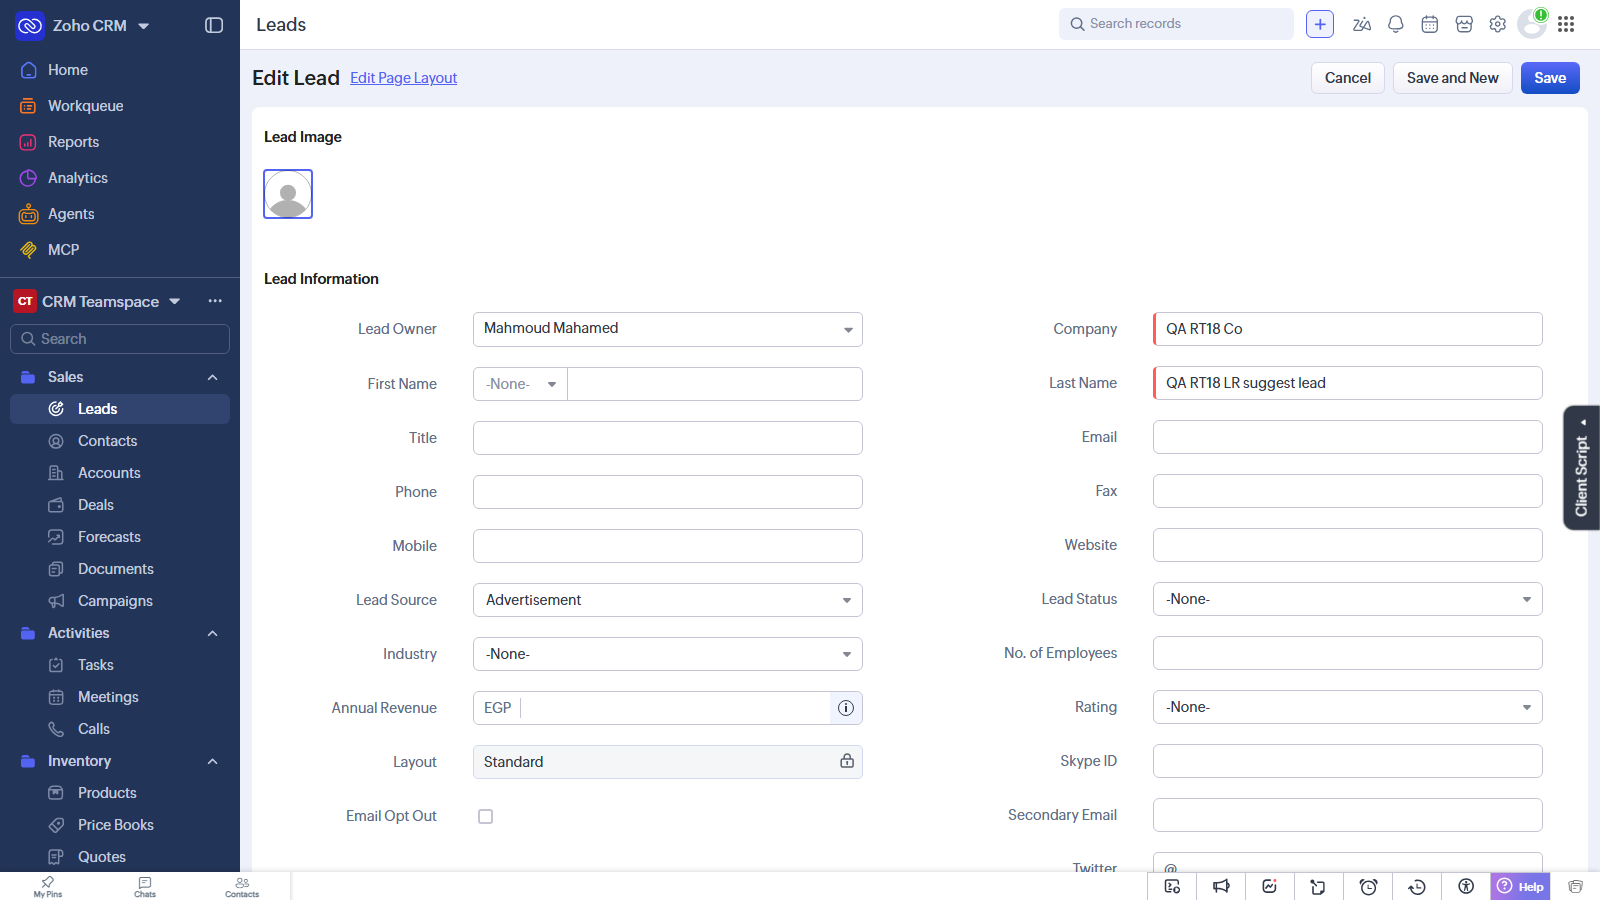 Zoho CRM
Home
Workqueue
Reports
Analytics
Agents
MCP
CT CRM Teamspace
Search
Sales
Leads
Contacts
Accounts
Deals
Forecasts
Documents
Campaigns
Activities
Tasks
Meetings
Calls
Inventory
Products
Price Books
Quotes
Leads
Search records
Edit Lead Edit Page Layout
Cancel
Save and New
Save
Lead Image
Lead Information
Lead Owner Mahmoud Mahamed
Company QA RT18 Co
First Name -None-
Last Name QA RT18 LR suggest lead
Title
Email
Phone
Fax
Mobile
Website
Lead Source Advertisement
Lead Status -None-
Industry -None-
No. of Employees
Annual Revenue EGP
Rating -None-
Layout Standard
Skype ID
Email Opt Out
Secondary Email
Twitter @
Client Script
My Pins
Chats
Contacts
Help